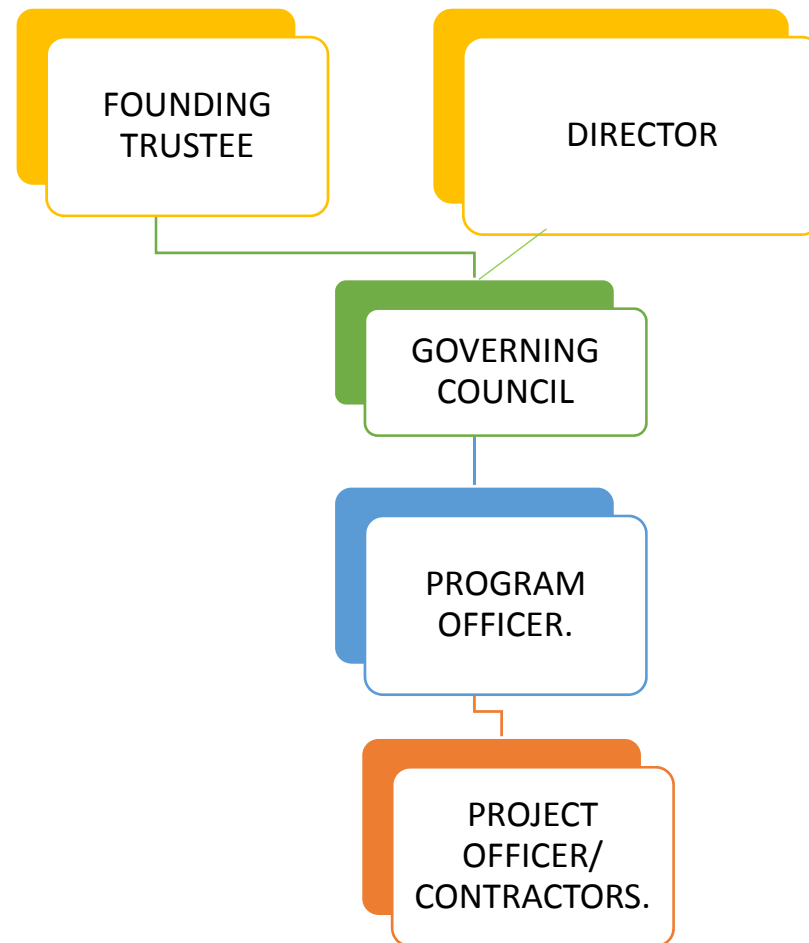 FOUNDING
TRUSTEE
DIRECTOR
GOVERNING
COUNCIL
PROGRAM
OFFICER.
PROJECT
OFFICER/
CONTRACTORS.